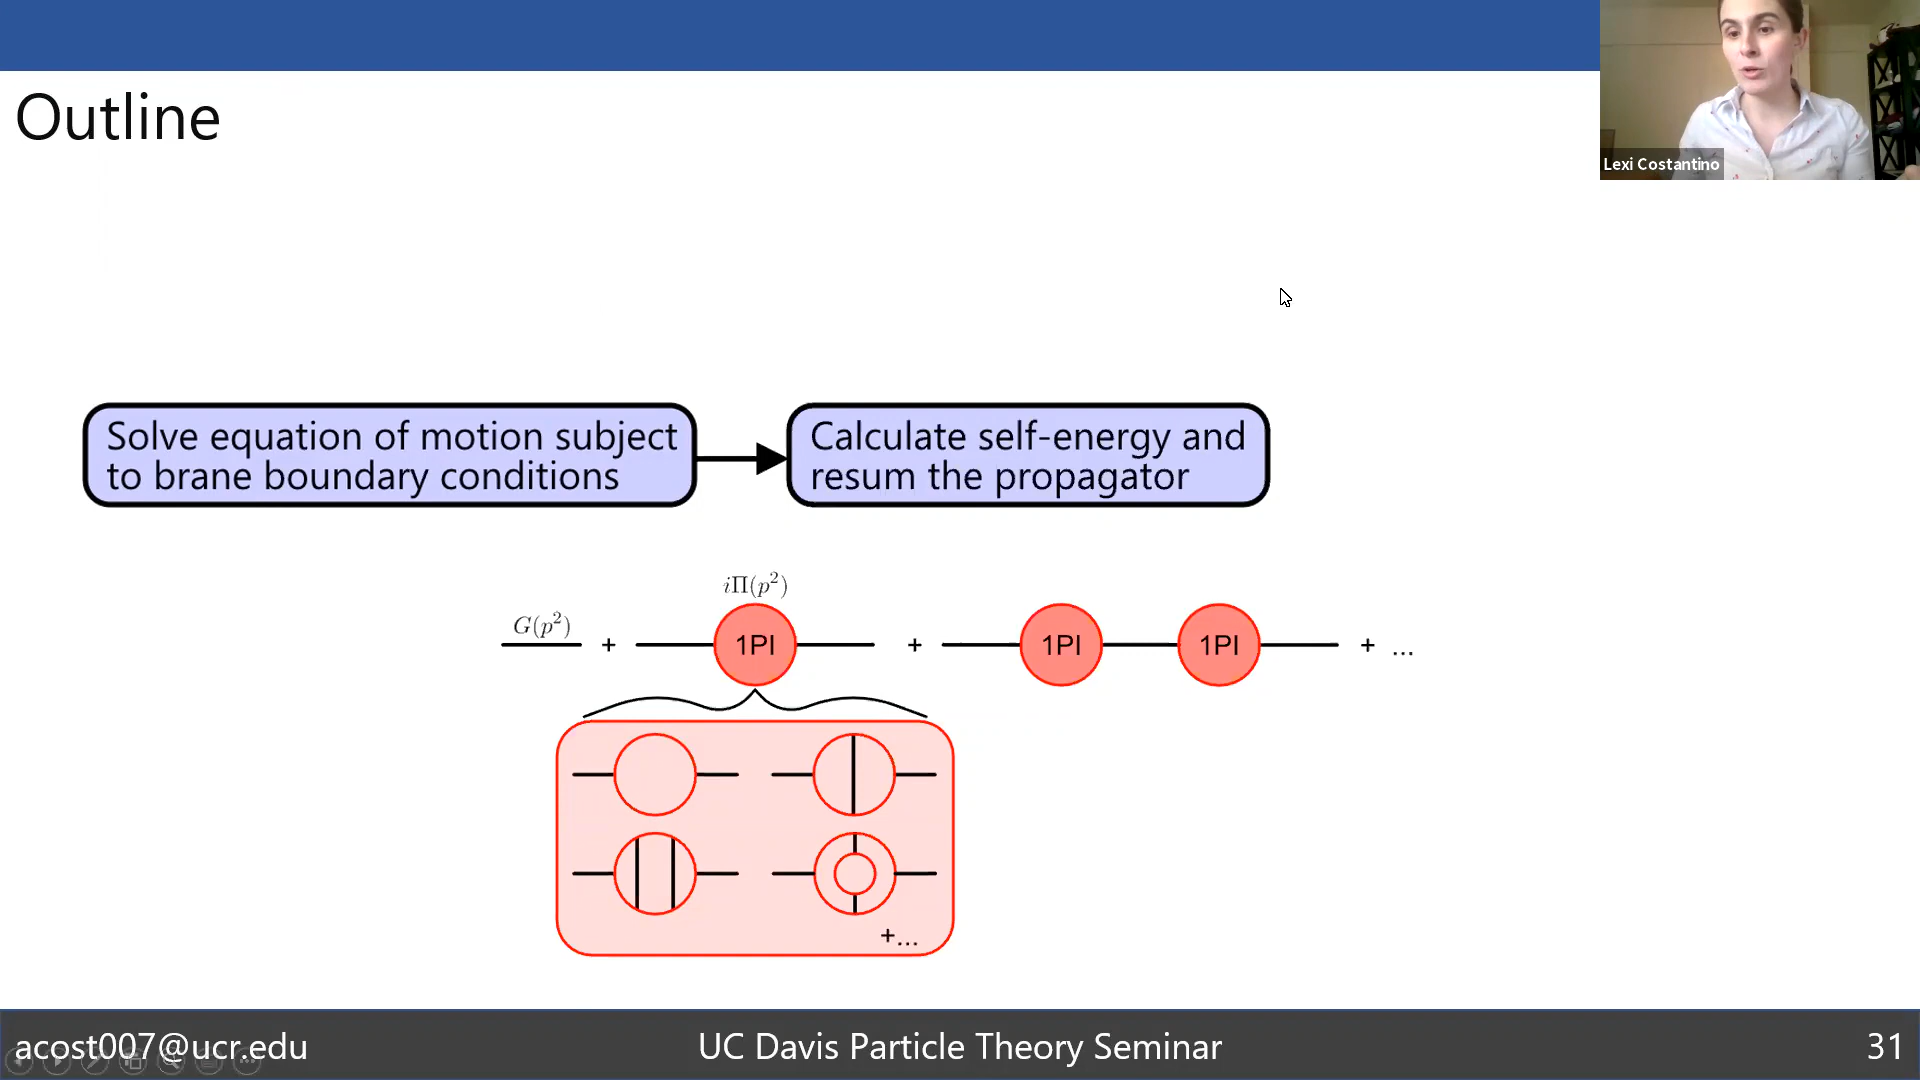 Outline
Lexi Costantino
Solve equation of motion subject
to brane boundary conditions
Calculate self-energy and
resum the propagator
iΠ(p²)
G(p²)
+ 1PI + 1PI 1PI + ...
+...
acost007@ucr.edu
UC Davis Particle Theory Seminar
31